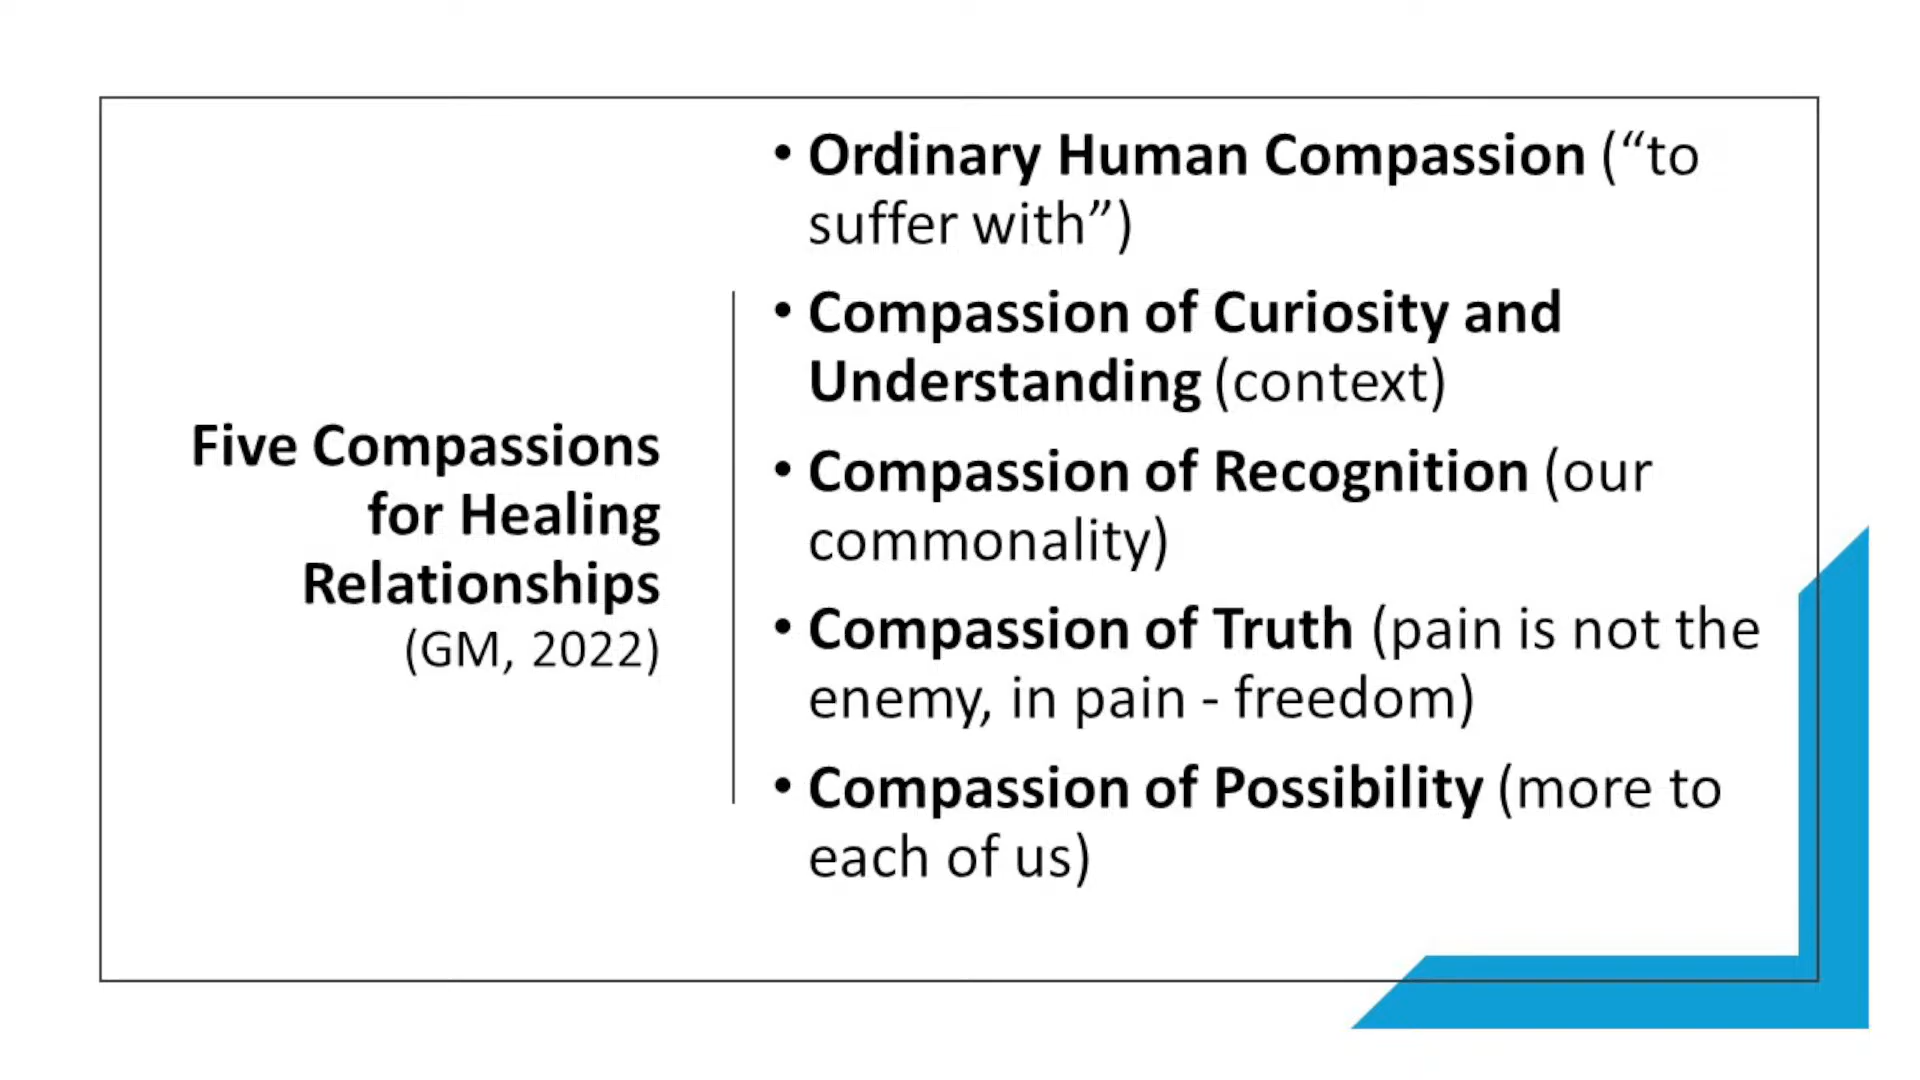 Five Compassions
for Healing
Relationships
(GM, 2022)
• Ordinary Human Compassion (“to
suffer with”)
• Compassion of Curiosity and
Understanding (context)
• Compassion of Recognition (our
commonality)
• Compassion of Truth (pain is not the
enemy, in pain - freedom)
• Compassion of Possibility (more to
each of us)